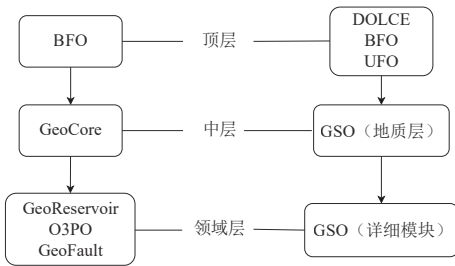 BFO
顶层
DOLCE
BFO
UFO
GeoCore
中层
GSO（地质层）
GeoReservoir
O3PO
GeoFault
领域层
GSO（详细模块）